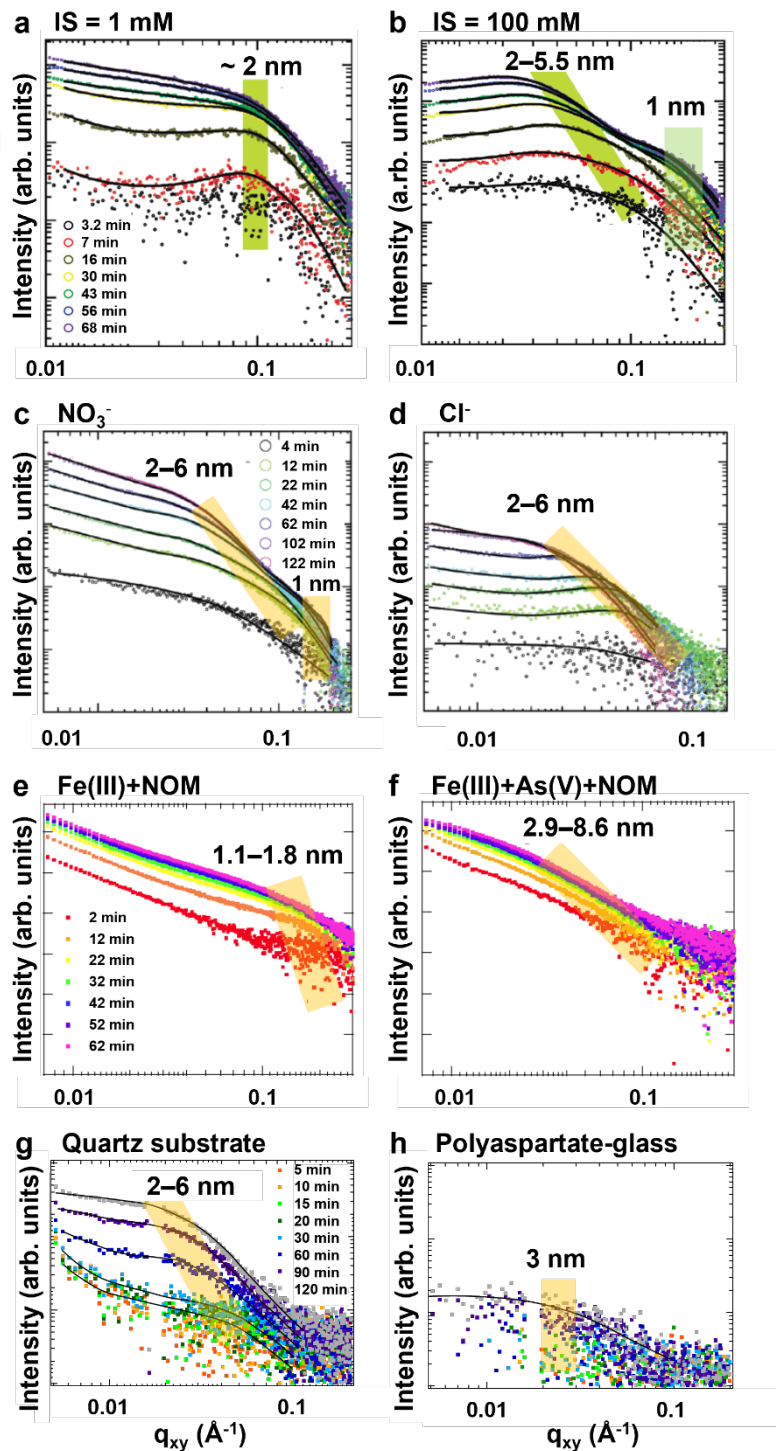 a IS = 1 mM
~ 2 nm
Intensity (arb. units)
3.2 min
7 min
16 min
30 min
43 min
56 min
68 min
0.01 0.1
b IS = 100 mM
2–5.5 nm
1 nm
Intensity (a.rb. units)
0.01 0.1
c NO₃⁻
2–6 nm
1 nm
Intensity (arb. units)
4 min
12 min
22 min
42 min
62 min
102 min
122 min
0.01 0.1
d Cl⁻
2–6 nm
Intensity (arb. units)
0.01 0.1
e Fe(III)+NOM
1.1–1.8 nm
Intensity (arb. units)
2 min
12 min
22 min
32 min
42 min
52 min
62 min
0.01 0.1
f Fe(III)+As(V)+NOM
2.9–8.6 nm
Intensity (arb. units)
0.01 0.1
g Quartz substrate
2–6 nm
Intensity (arb. units)
5 min
10 min
15 min
20 min
30 min
60 min
90 min
120 min
0.01 0.1
qxy (Å⁻¹)
h Polyaspartate-glass
3 nm
Intensity (arb. units)
0.01 0.1
qxy (Å⁻¹)